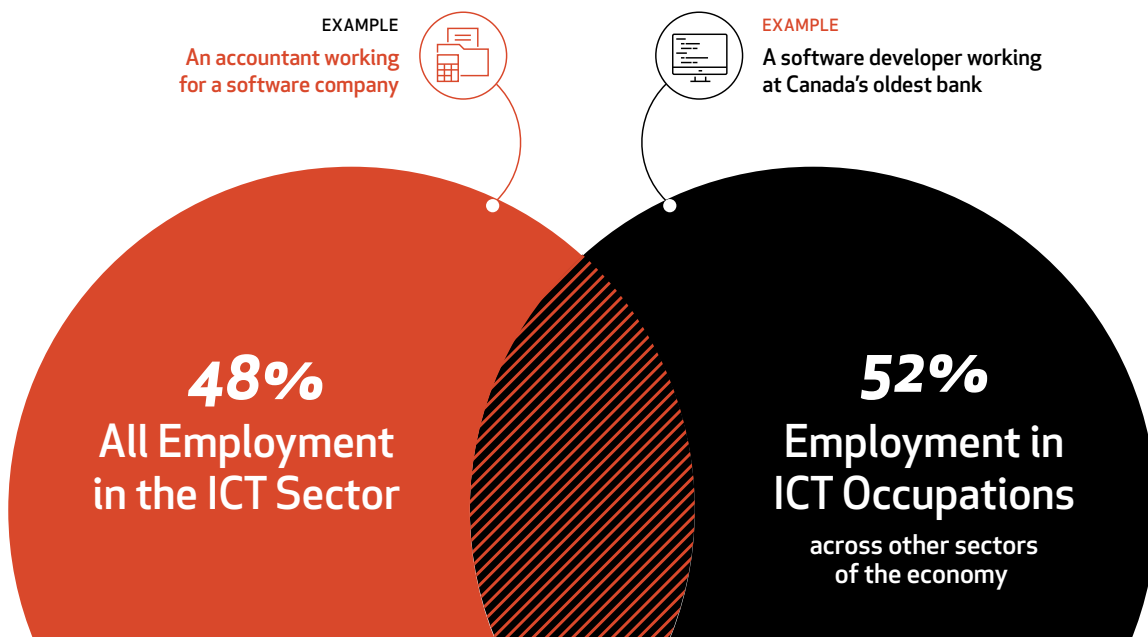 EXAMPLE
An accountant working
for a software company
EXAMPLE
A software developer working
at Canada’s oldest bank
48%
All Employment
in the ICT Sector
52%
Employment in
ICT Occupations
across other sectors
of the economy